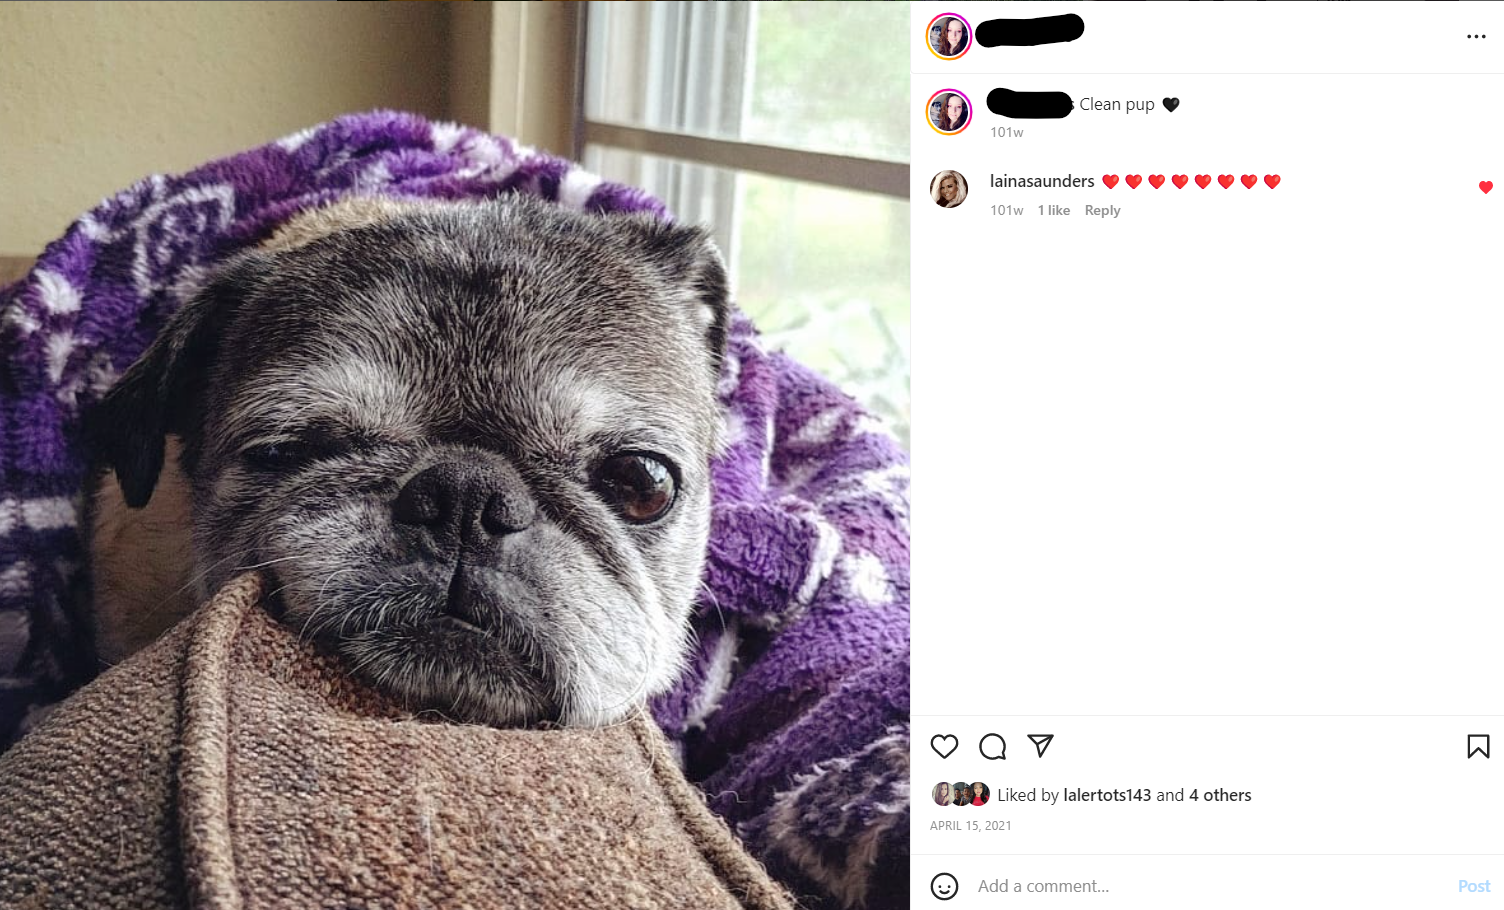 s Clean pup 🖤
101w
lainasaunders ❤️❤️❤️❤️❤️❤️❤️❤️
101w 1 like Reply
Liked by lalertots143 and 4 others
APRIL 15, 2021
Add a comment... Post